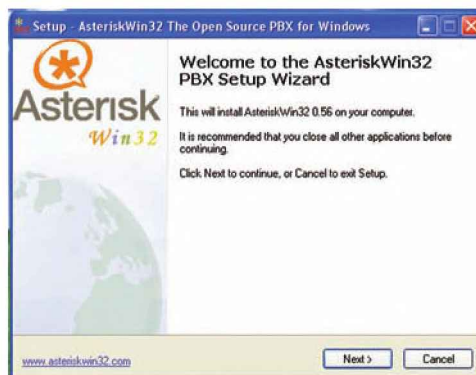 Setup - AsteriskWin32 The Open Source PBX for Windows
Asterisk
Win32
Welcome to the AsteriskWin32
PBX Setup Wizard
This will install AsteriskWin32 0.56 on your computer.
It is recommended that you close all other applications before
continuing.
Click Next to continue, or Cancel to exit Setup.
www.asteriskwin32.com
Next >
Cancel